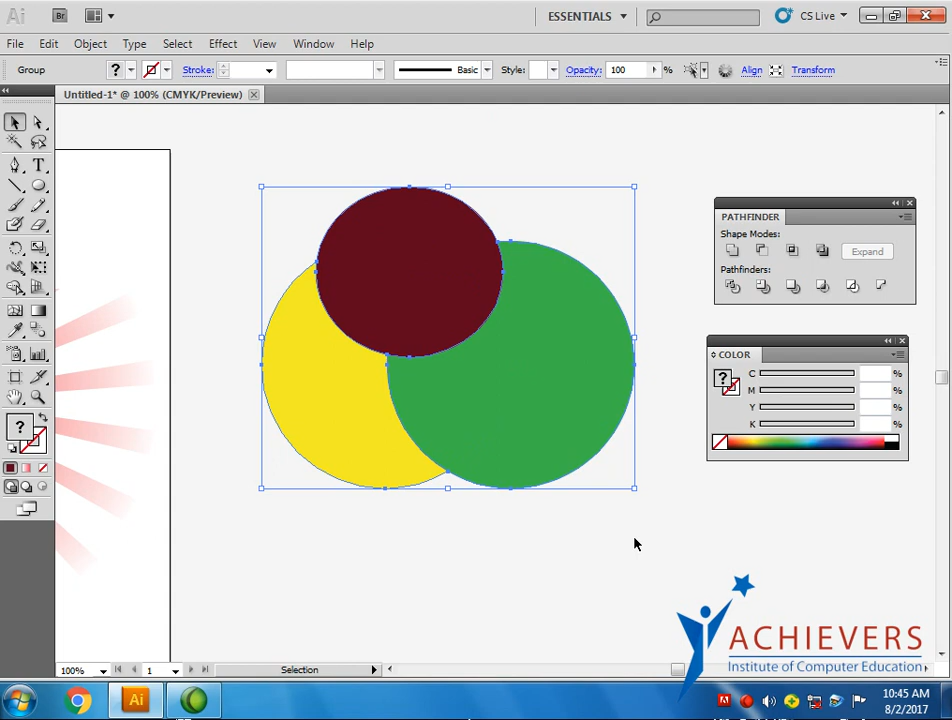 Ai Br ESSENTIALS CS Live
File Edit Object Type Select Effect View Window Help
Group ? Stroke: Basic Style: Opacity: 100 % Align Transform
Untitled-1* @ 100% (CMYK/Preview)
T
PATHFINDER
Shape Modes:
Expand
Pathfinders:
COLOR
? C %
M %
Y %
K %
?
ACHIEVERS
Institute of Computer Education
100% 1 Selection
Ai 10:45 AM
8/2/2017